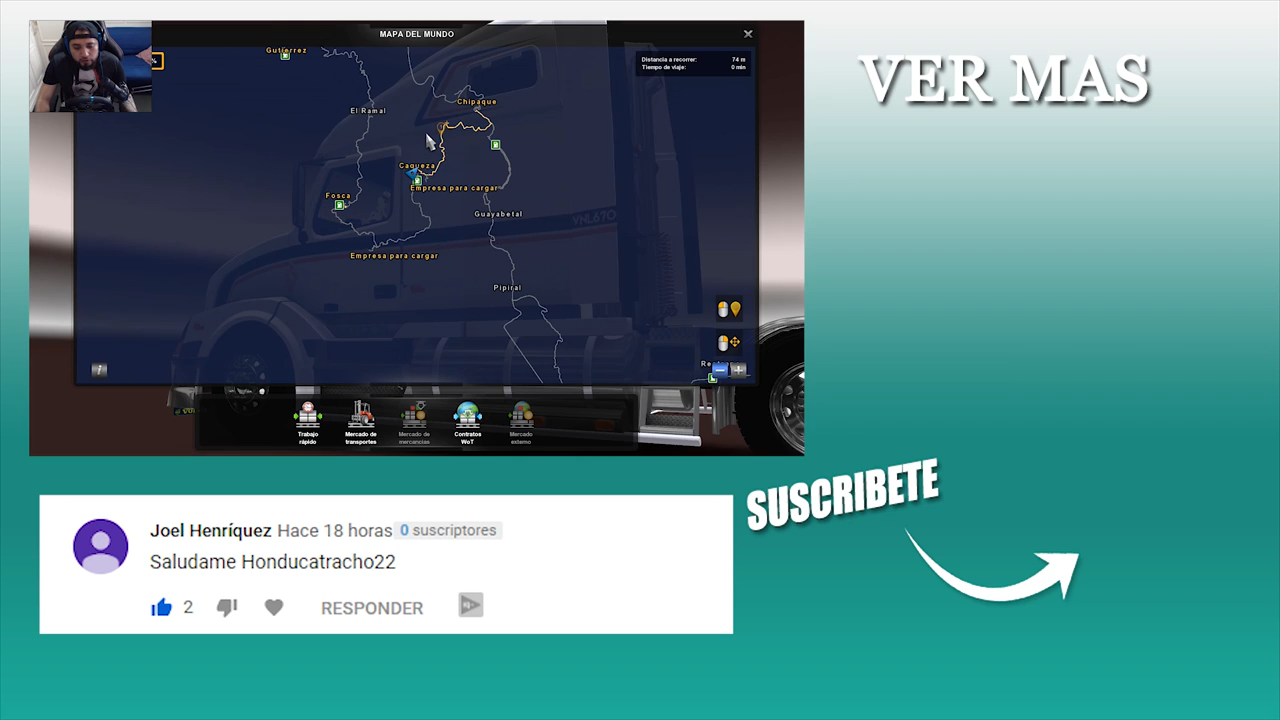 MAPA DEL MUNDO
VER MAS
Gutierrez
%
Distancia a recorrer: 74 m
Tiempo de viaje: 0 min
Chipaque
El Ramal
Caqueza
Empresa para cargar
Fosca
Guayabetal
VNL670
Empresa para cargar
Pipiral
Trabajo rápido
Mercado de transportes
Mercado de mercancías
Contratos WoT
Mercado externo
SUSCRIBETE
Joel Henríquez Hace 18 horas 0 suscriptores
Saludame Honducatracho22
2 RESPONDER